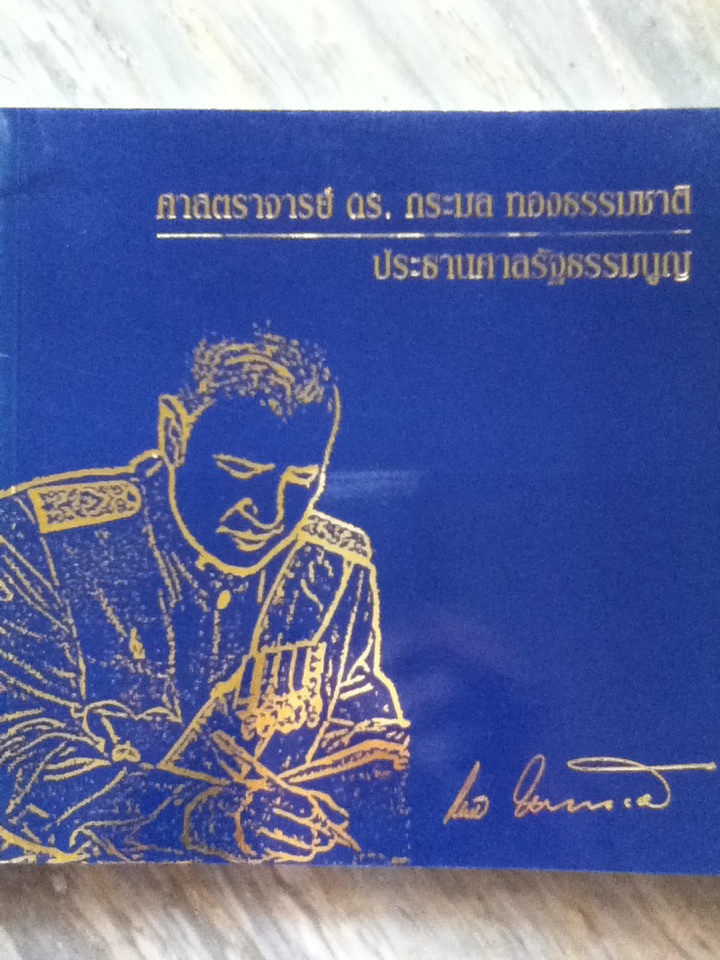 ศาสตราจารย์ ดร. กระมล ทองธรรมชาติ
ประธานศาลรัฐธรรมนูญ